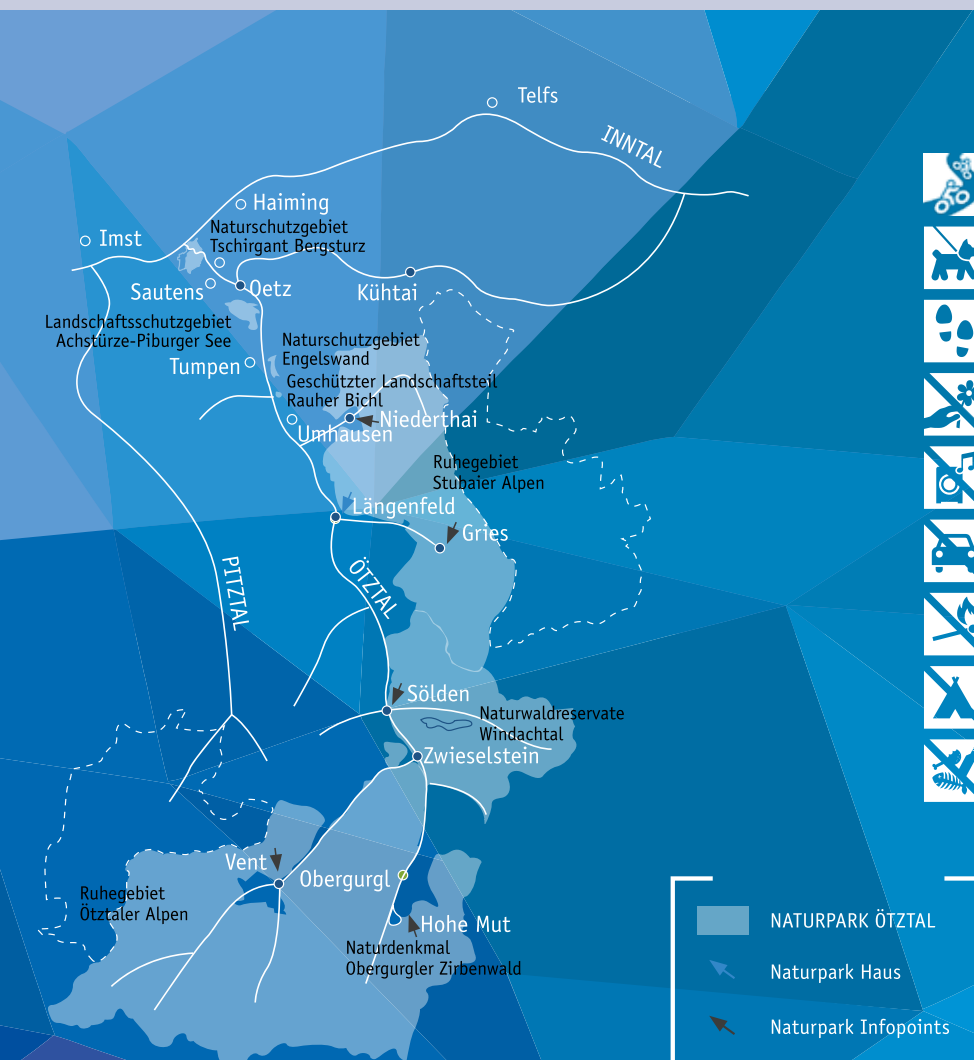 Telfs
INNTAL
Haiming
Naturschutzgebiet
Tschirgant Bergsturz
Imst
Sautens
Oetz
Kühtai
Landschaftsschutzgebiet
Achstürze-Piburger See
Naturschutzgebiet
Engelswand
Tumpen
Geschützter Landschaftsteil
Rauher Bichl
Niederthai
Umhausen
Ruhegebiet
Stubaier Alpen
Längenfeld
Gries
PITZTAL
ÖTZTAL
Sölden
Naturwaldreservate
Windachtal
Zwieselstein
Vent
Obergurgl
Ruhegebiet
Ötztaler Alpen
Hohe Mut
Naturdenkmal
Obergurgler Zirbenwald
NATURPARK ÖTZTAL
Naturpark Haus
Naturpark Infopoints